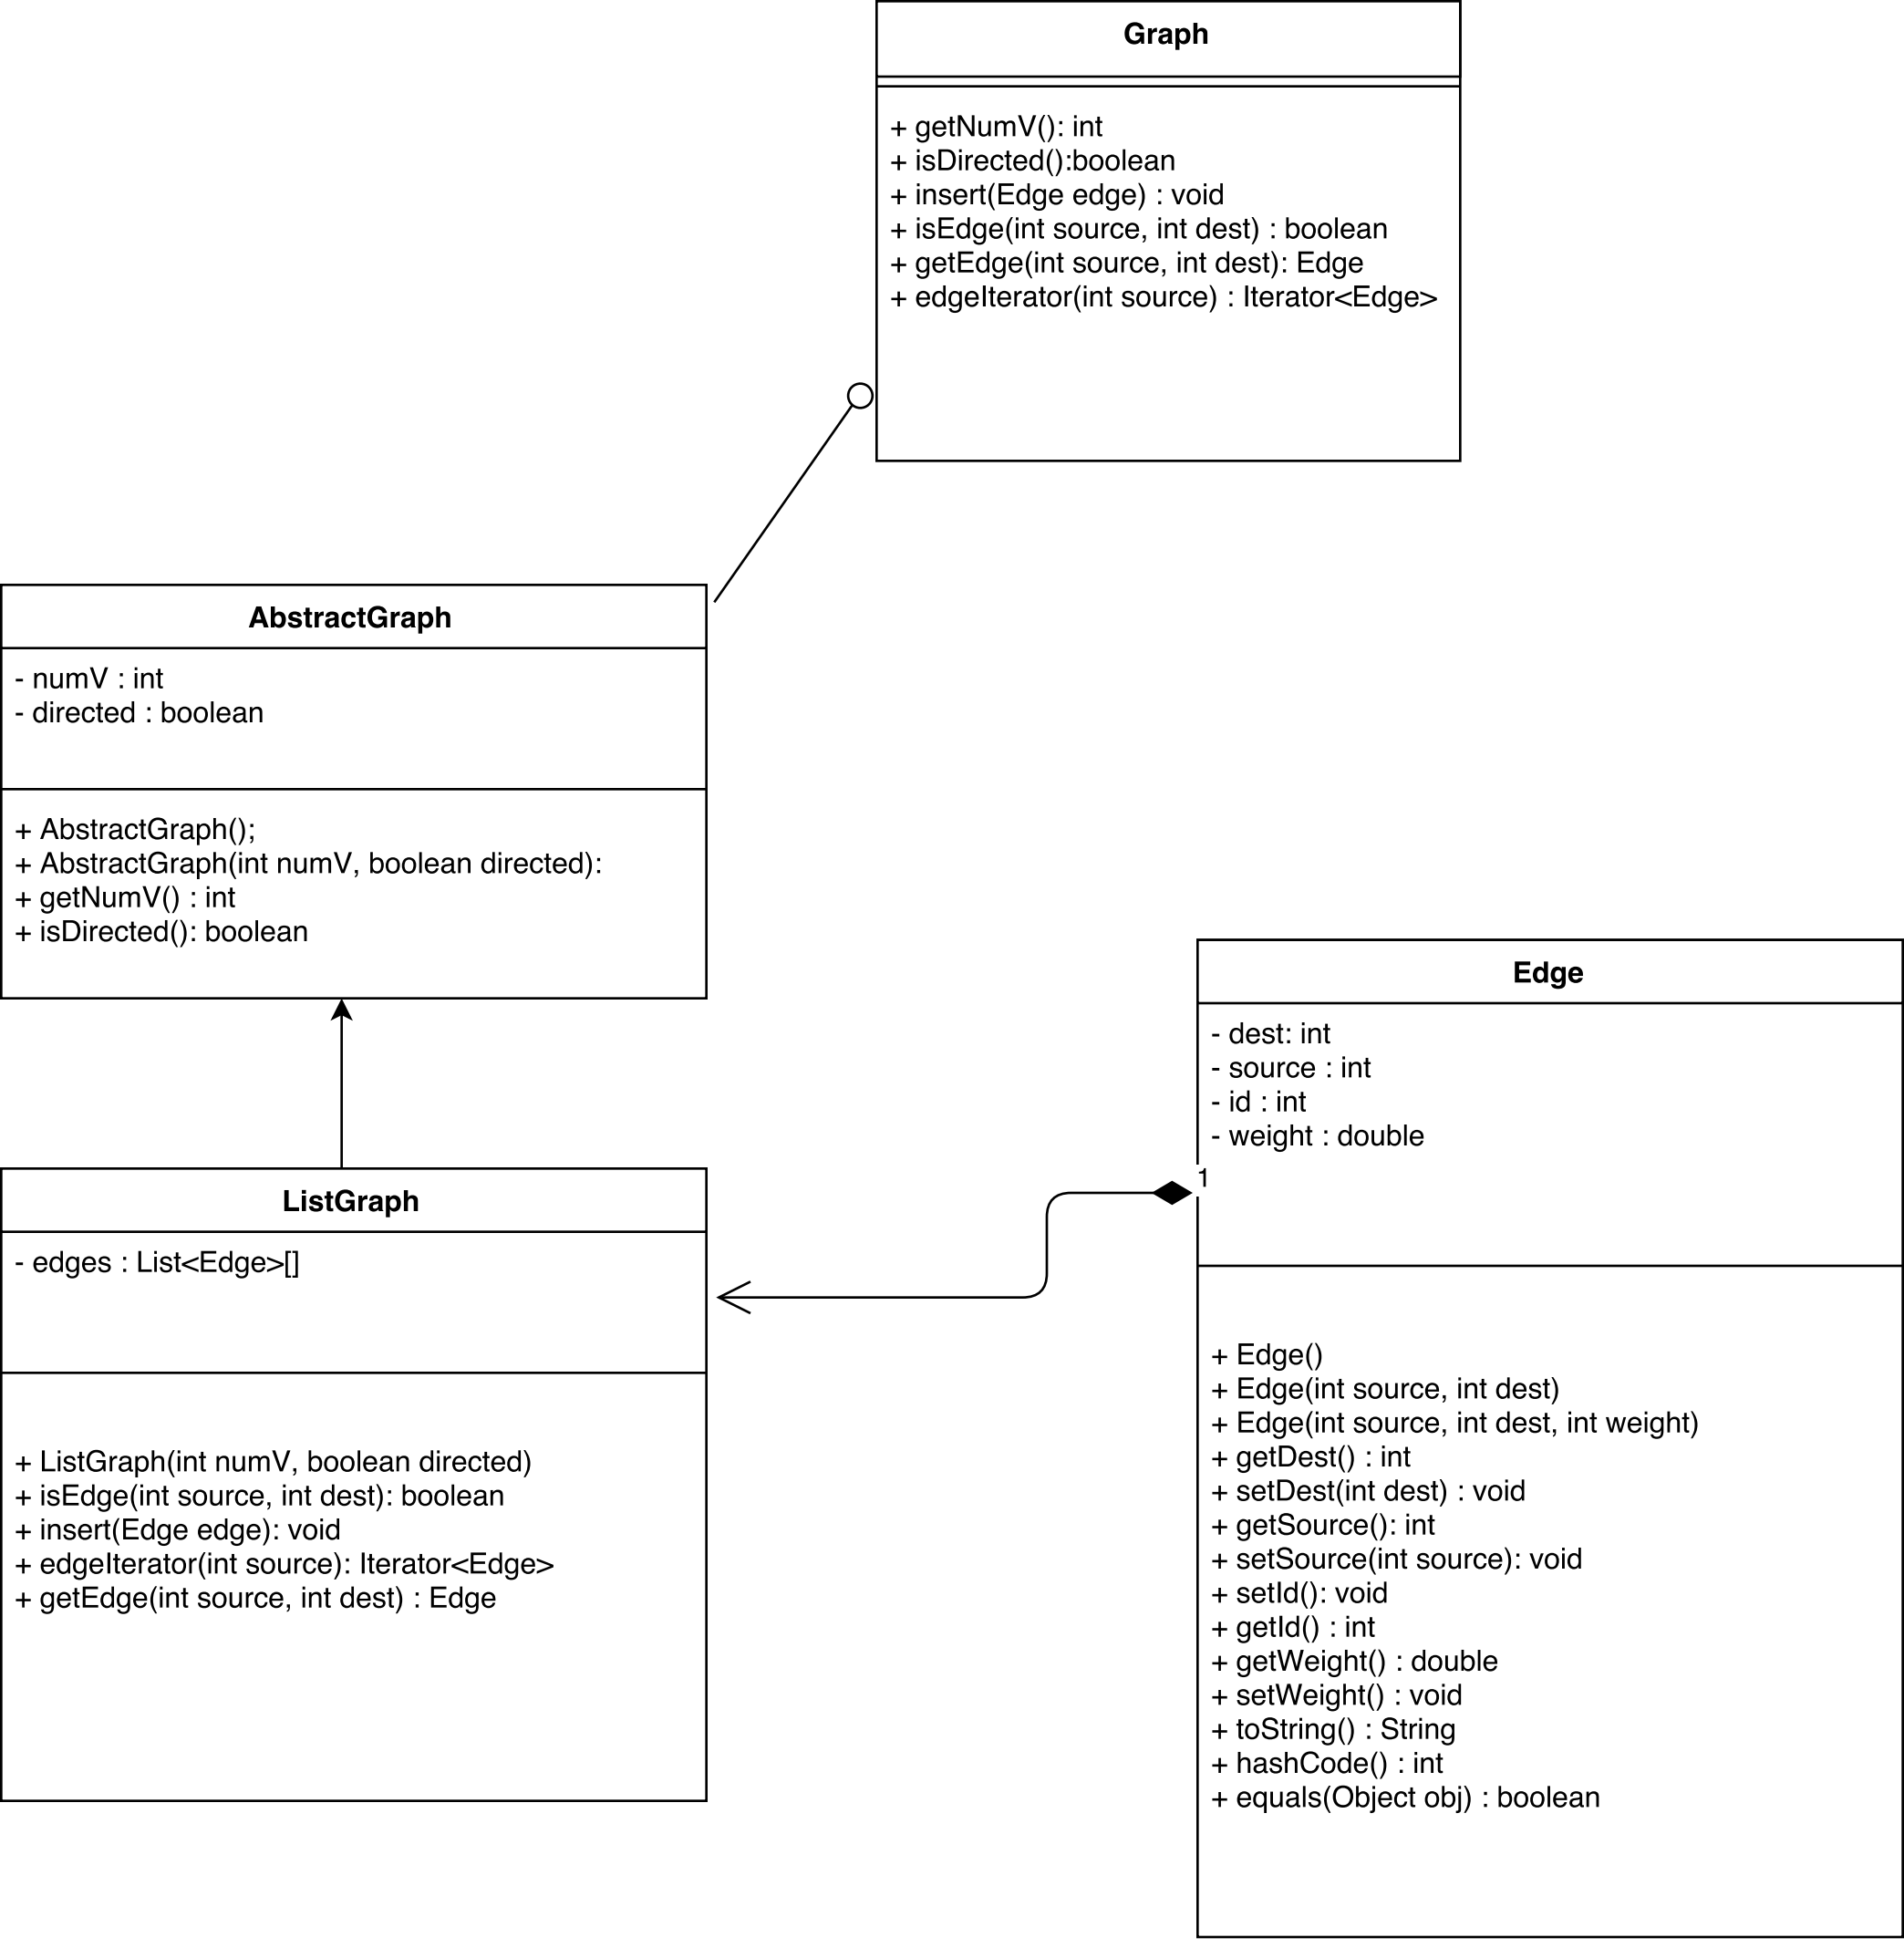 Graph
+ getNumV(): int
+ isDirected():boolean
+ insert(Edge edge) : void
+ isEdge(int source, int dest) : boolean
+ getEdge(int source, int dest): Edge
+ edgeIterator(int source) : Iterator<Edge>
AbstractGraph
- numV : int
- directed : boolean
+ AbstractGraph();
+ AbstractGraph(int numV, boolean directed):
+ getNumV() : int
+ isDirected(): boolean
ListGraph
- edges : List<Edge>[]
+ ListGraph(int numV, boolean directed)
+ isEdge(int source, int dest): boolean
+ insert(Edge edge): void
+ edgeIterator(int source): Iterator<Edge>
+ getEdge(int source, int dest) : Edge
Edge
- dest: int
- source : int
- id : int
- weight : double
1
+ Edge()
+ Edge(int source, int dest)
+ Edge(int source, int dest, int weight)
+ getDest() : int
+ setDest(int dest) : void
+ getSource(): int
+ setSource(int source): void
+ setId(): void
+ getId() : int
+ getWeight() : double
+ setWeight() : void
+ toString() : String
+ hashCode() : int
+ equals(Object obj) : boolean